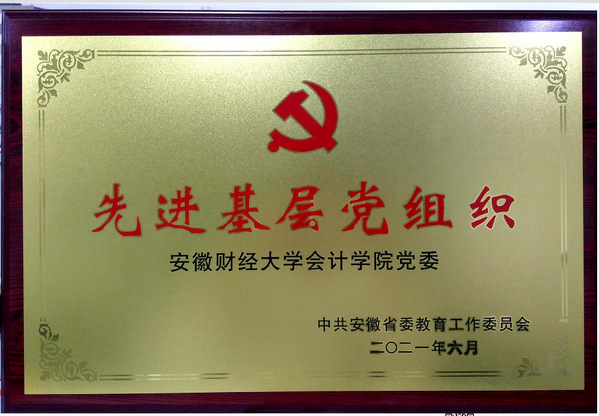 先进基层党组织
安徽财经大学会计学院党委
中共安徽省委教育工作委员会
二〇二一年六月